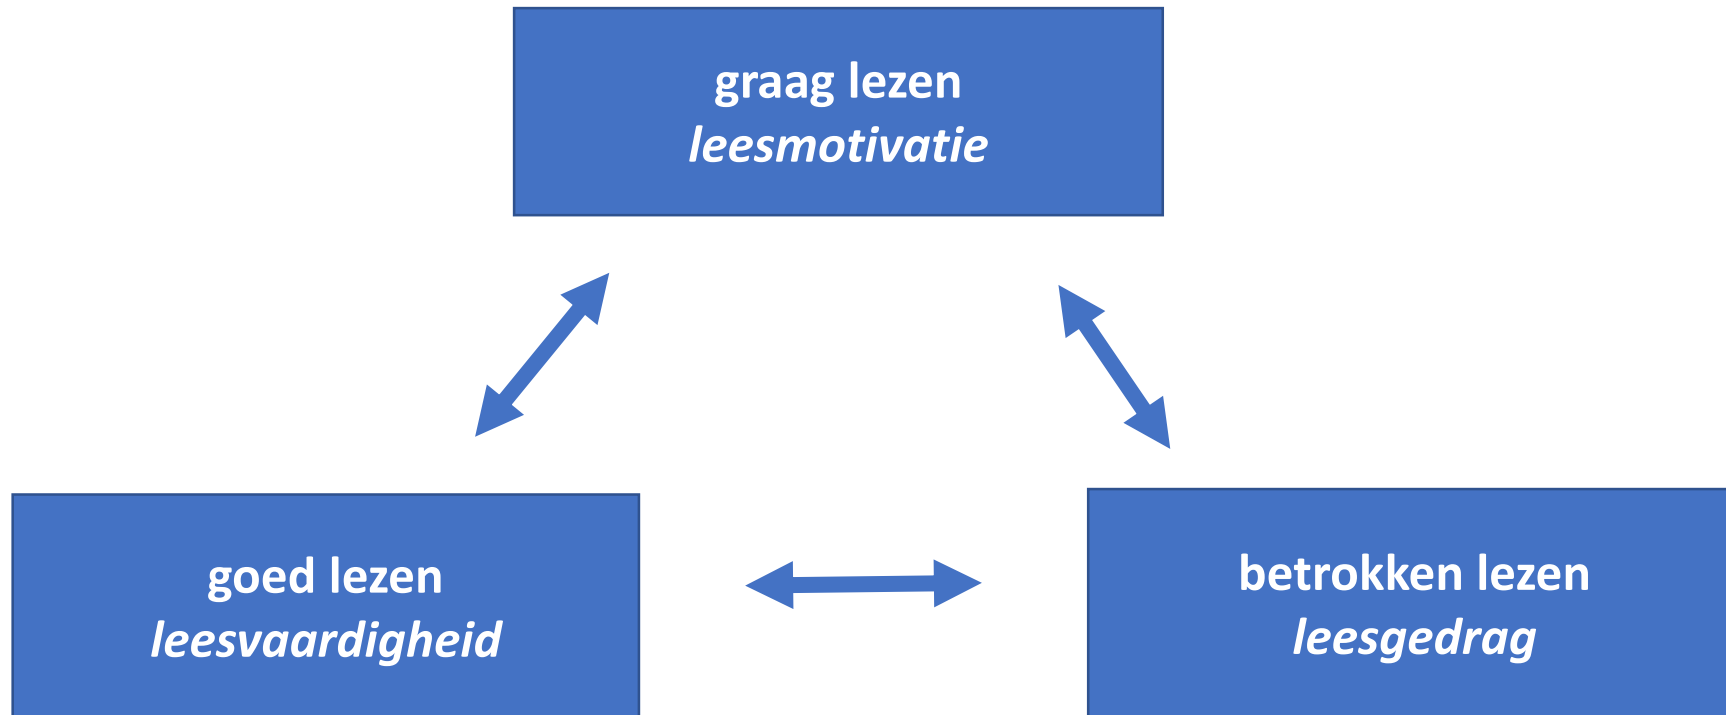 graag lezen
leesmotivatie
goed lezen
leesvaardigheid
betrokken lezen
leesgedrag